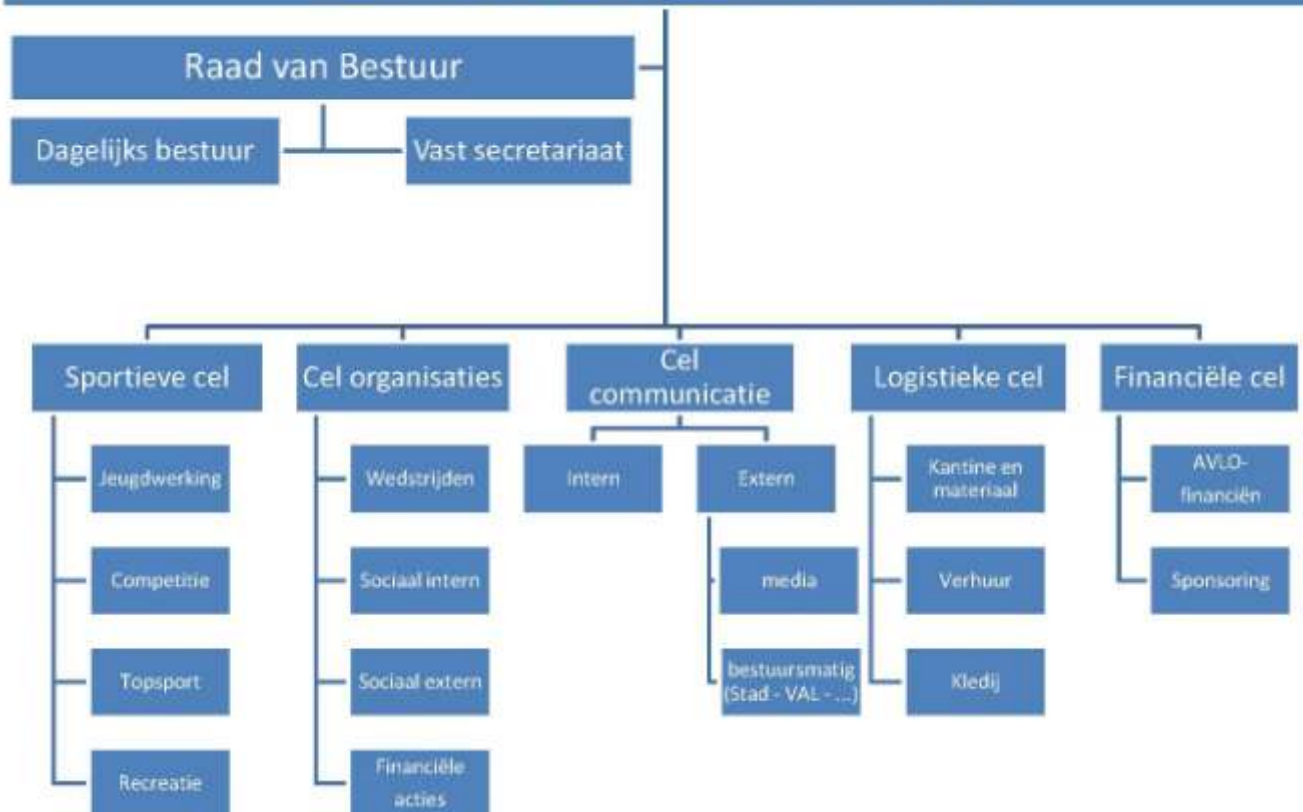 Raad van Bestuur
Dagelijks bestuur
Vast secretariaat
Sportieve cel
Cel organisaties
Cel
communicatie
Logistieke cel
Financiële cel
Jeugdwerking
Wedstrijden
Intern
Extern
Kantine en
materiaal
AVLO-
financiën
Competitie
Sociaal intern
media
Verhuur
Sponsoring
Topsport
Sociaal extern
bestuursmatig
(Stad - VAL - ...)
Kledij
Recreatie
Financiële
acties